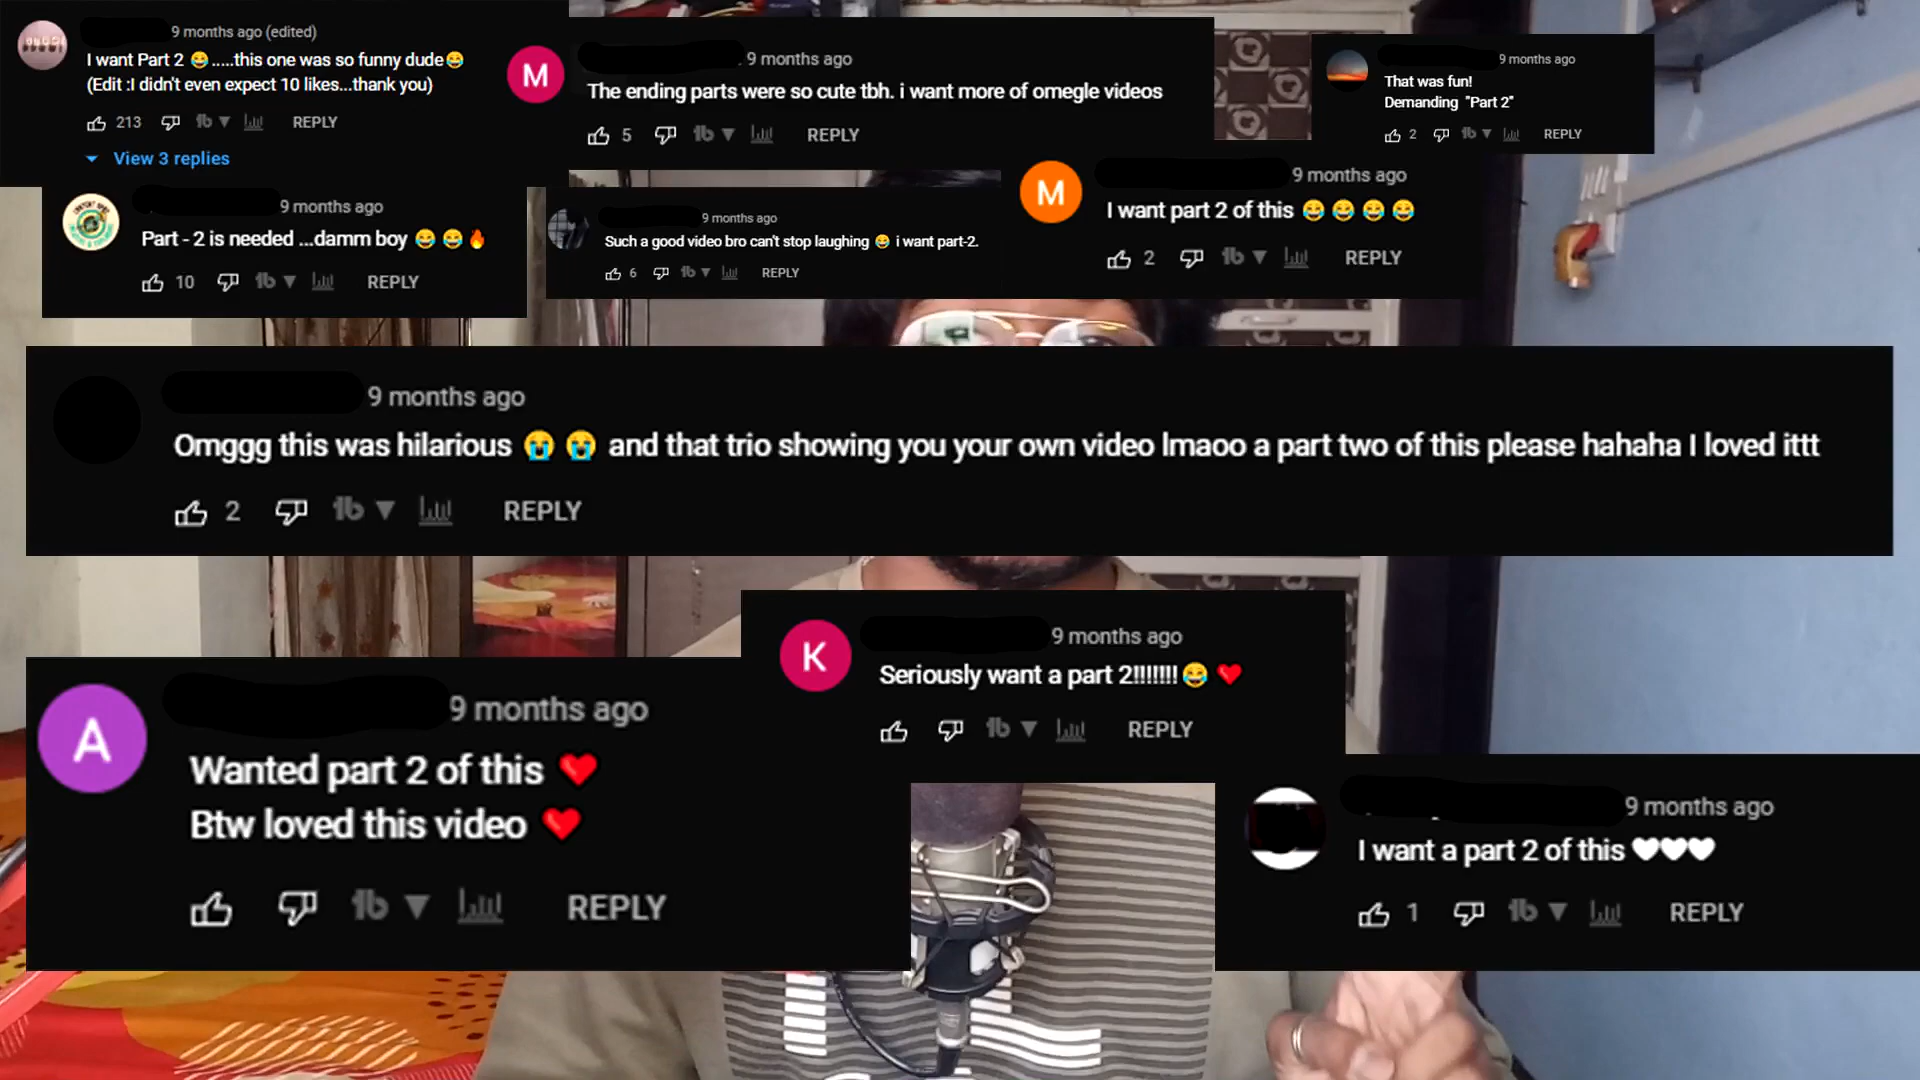 9 months ago (edited)
I want Part 2 😂.....this one was so funny dude😂
(Edit :I didn't even expect 10 likes...thank you)
213 REPLY
View 3 replies
M
9 months ago
The ending parts were so cute tbh. i want more of omegle videos
5 REPLY
9 months ago
That was fun!
Demanding "Part 2"
2 REPLY
9 months ago
Part - 2 is needed ...damm boy 😂😂🔥
10 REPLY
9 months ago
Such a good video bro can't stop laughing 😂 i want part-2.
6 REPLY
M
9 months ago
I want part 2 of this 😂😂😂😂
2 REPLY
9 months ago
Omggg this was hilarious 😭😭 and that trio showing you your own video lmaoo a part two of this please hahaha I loved ittt
2 REPLY
K
9 months ago
Seriously want a part 2!!!!!!!😂❤
REPLY
A
9 months ago
Wanted part 2 of this ❤
Btw loved this video ❤
REPLY
9 months ago
I want a part 2 of this 🤍🤍🤍
1 REPLY